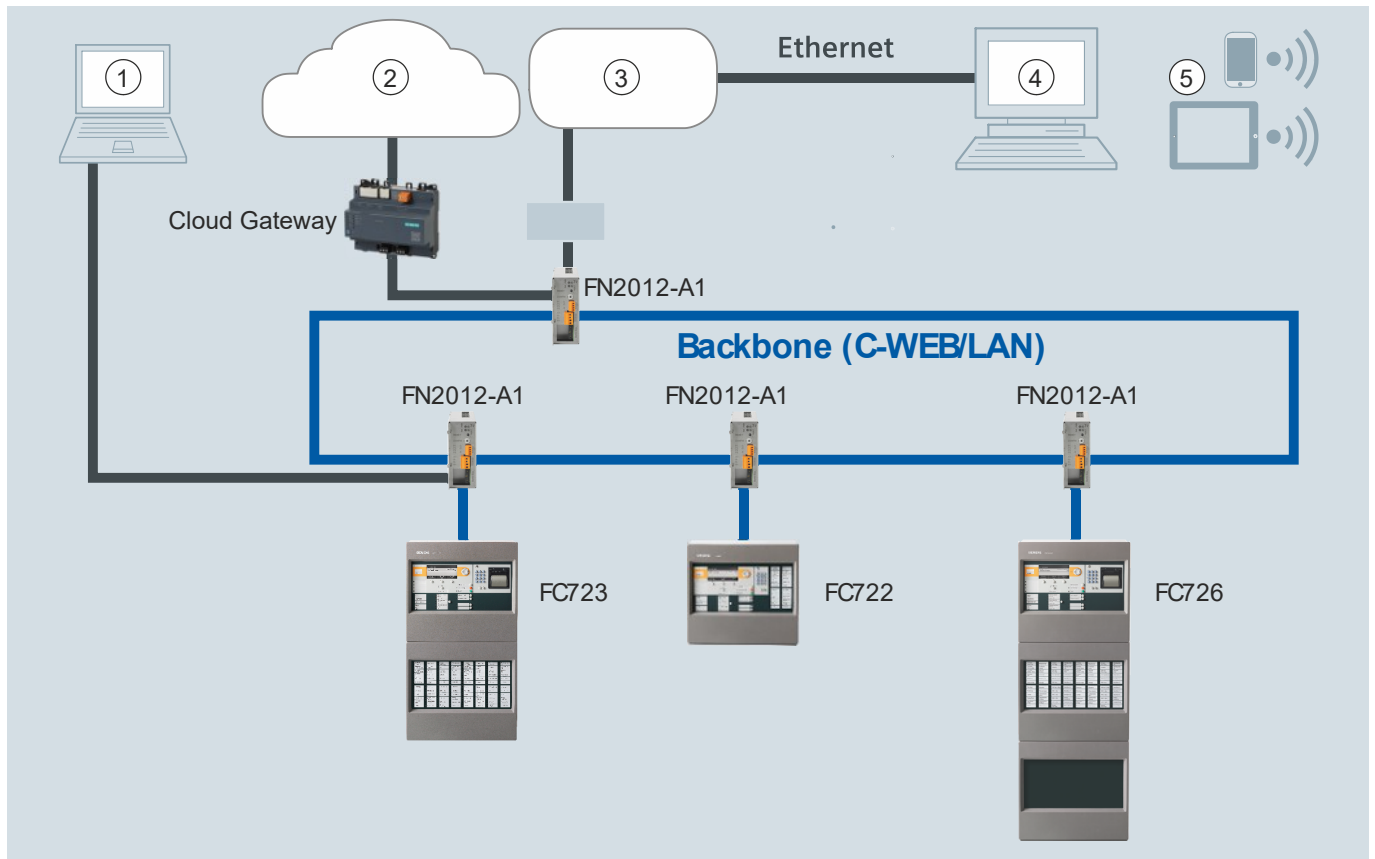 Ethernet
1
2
3
4
5
Cloud Gateway
FN2012-A1
Backbone (C-WEB/LAN)
FN2012-A1
FN2012-A1
FN2012-A1
FC723
FC722
FC726